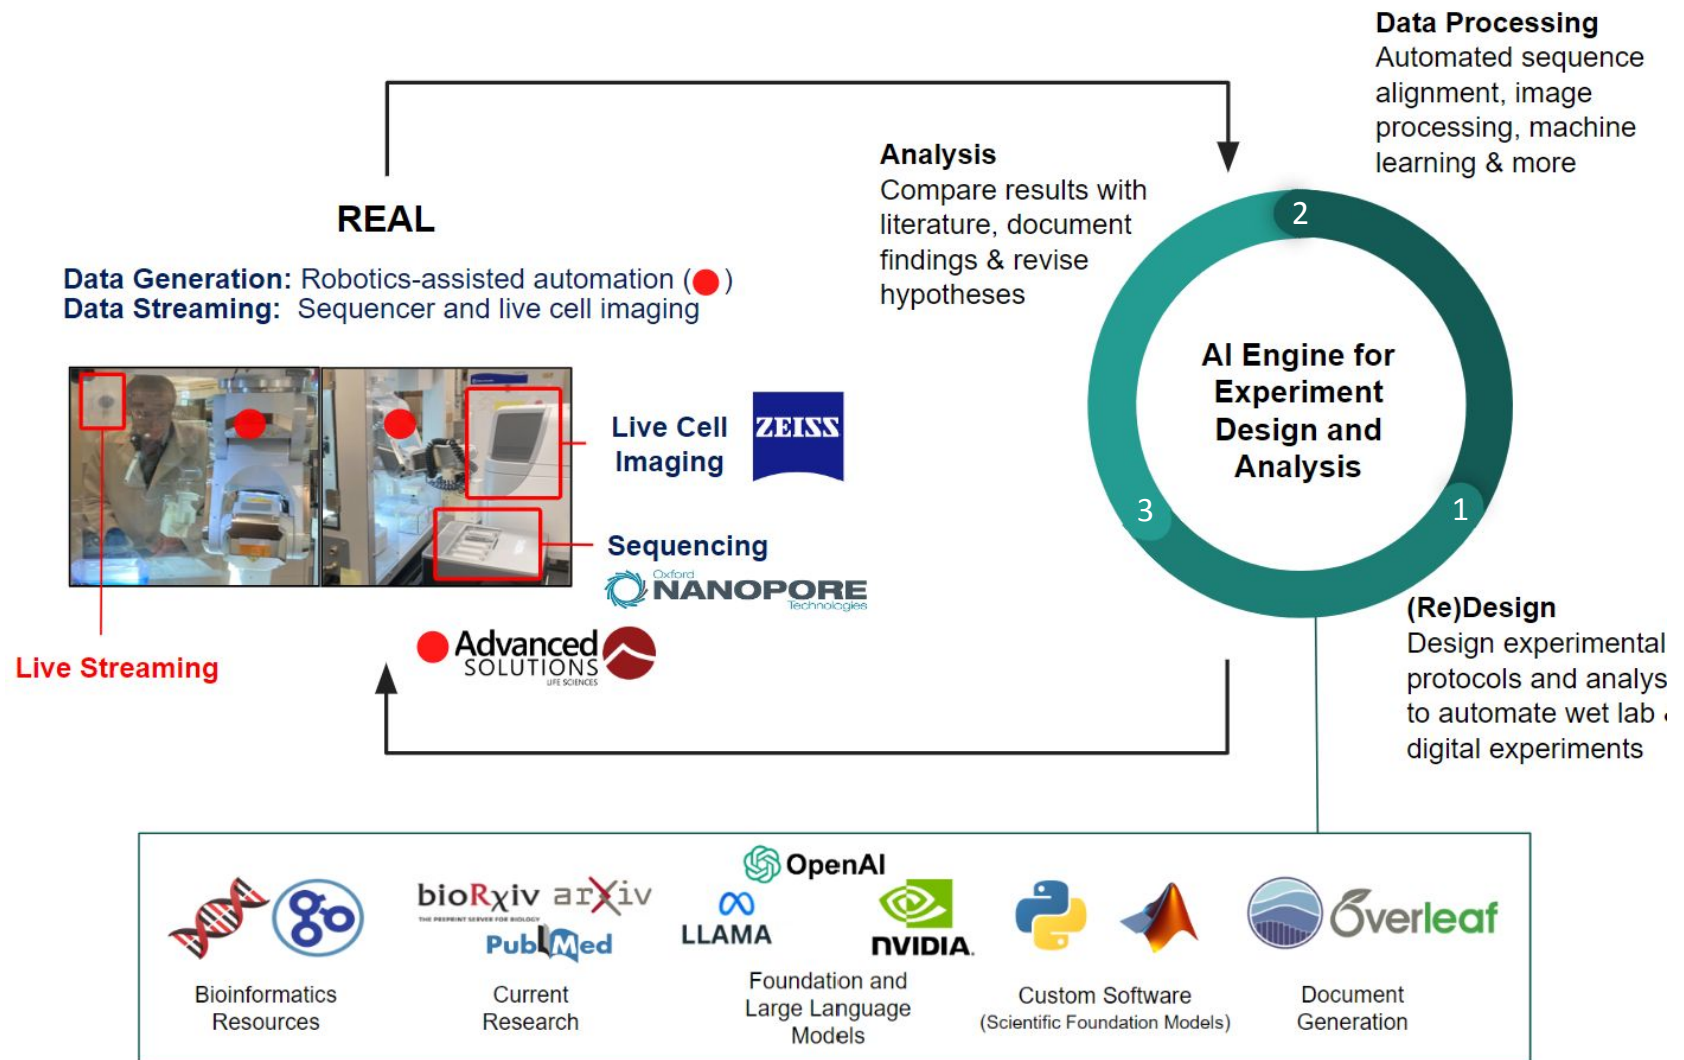 Data Processing
Automated sequence
alignment, image
processing, machine
learning & more
Analysis
Compare results with
literature, document
findings & revise
hypotheses
REAL
Data Generation: Robotics-assisted automation ( )
Data Streaming: Sequencer and live cell imaging
2
AI Engine for
Experiment
Design and
Analysis
3
1
Live Cell
Imaging
ZEISS
Sequencing
Oxford
NANOPORE
Technologies
Advanced
SOLUTIONS
LIFE SCIENCES
Live Streaming
(Re)Design
Design experimental
protocols and analys
to automate wet lab
digital experiments
OpenAI
bioRxiv
THE PREPRINT SERVER FOR BIOLOGY
arXiv
PubMed
LLAMA
nVIDIA.
go
Overleaf
Bioinformatics
Resources
Current
Research
Foundation and
Large Language
Models
Custom Software
(Scientific Foundation Models)
Document
Generation